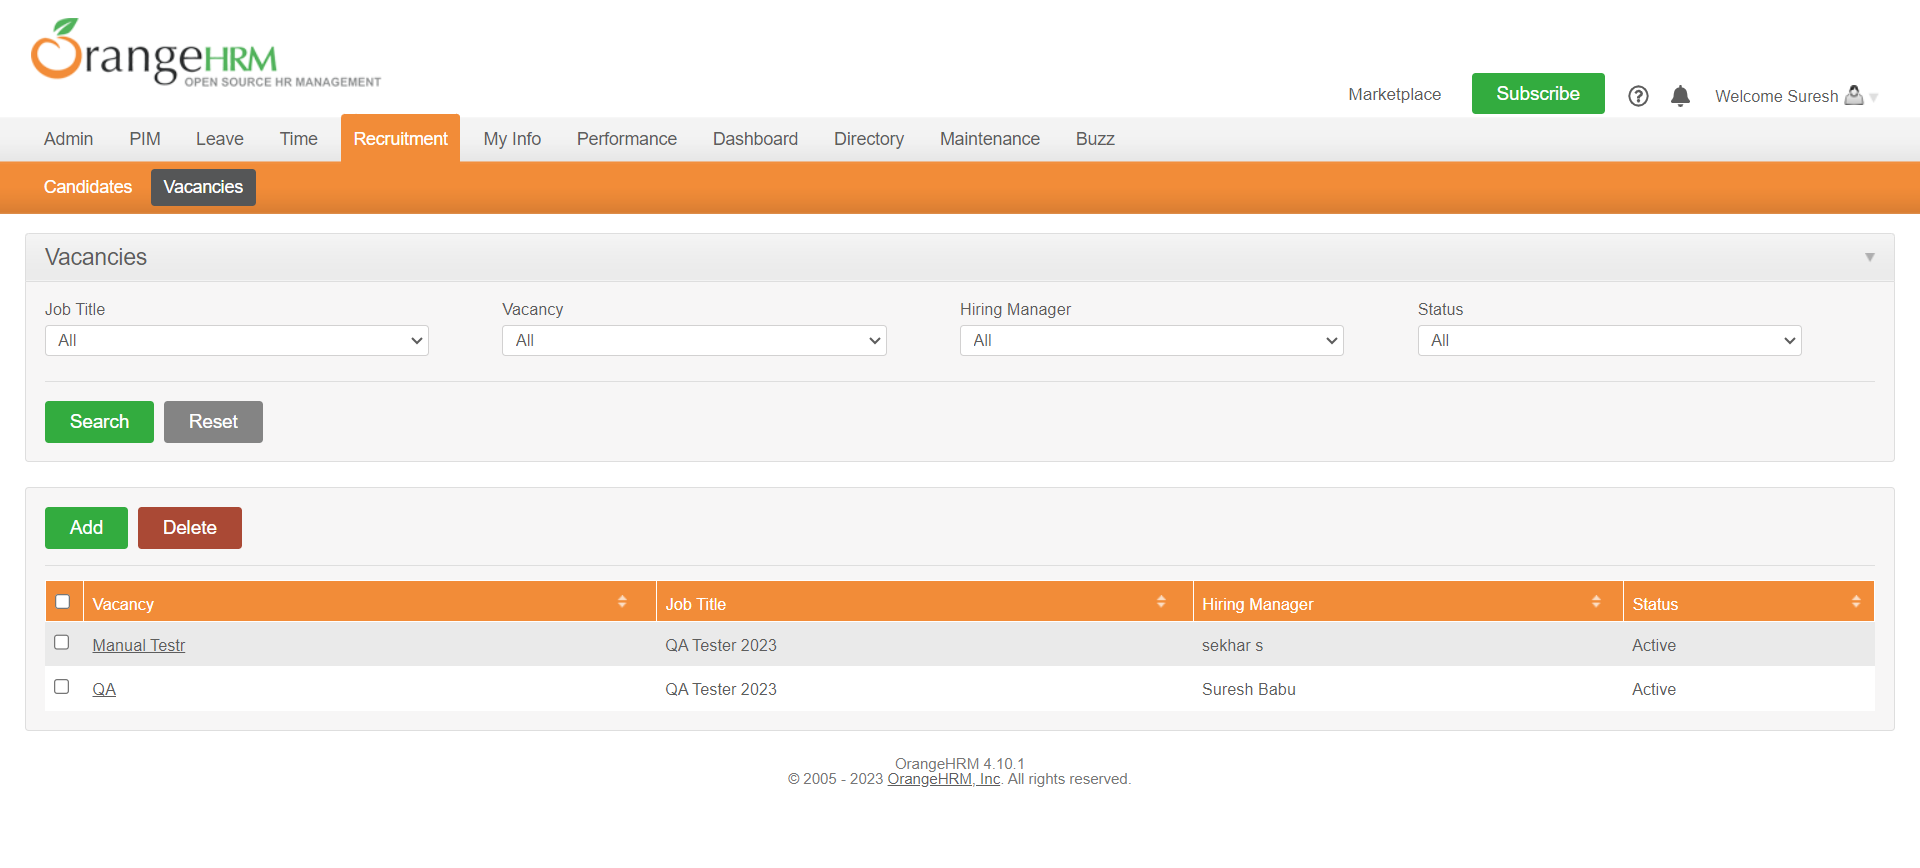 OrangeHRM
OPEN SOURCE HR MANAGEMENT
Marketplace Subscribe Welcome Suresh
Admin PIM Leave Time Recruitment My Info Performance Dashboard Directory Maintenance Buzz
Candidates Vacancies
Vacancies
Job Title Vacancy Hiring Manager Status
All All All All
Search Reset
Add Delete
Vacancy Job Title Hiring Manager Status
Manual Testr QA Tester 2023 sekhar s Active
QA QA Tester 2023 Suresh Babu Active
OrangeHRM 4.10.1
© 2005 - 2023 OrangeHRM, Inc. All rights reserved.